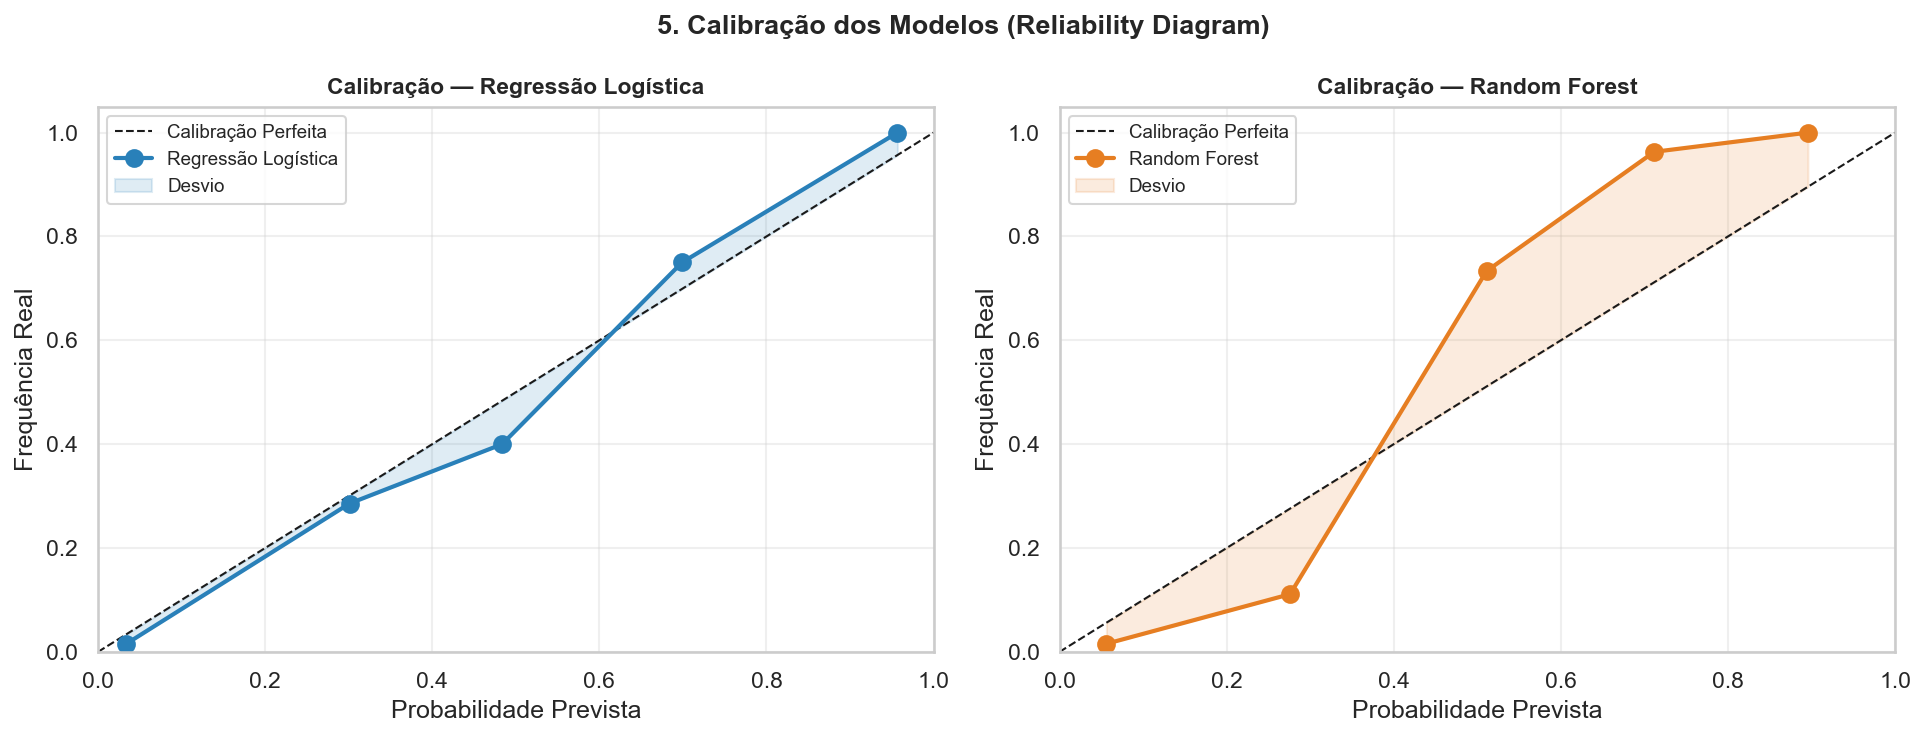 5. Calibração dos Modelos (Reliability Diagram)
Calibração — Regressão Logística
Calibração Perfeita
Regressão Logística
Desvio
Frequência Real
1.0
0.8
0.6
0.4
0.2
0.0
0.0 0.2 0.4 0.6 0.8 1.0
Probabilidade Prevista
Calibração — Random Forest
Calibração Perfeita
Random Forest
Desvio
Frequência Real
1.0
0.8
0.6
0.4
0.2
0.0
0.0 0.2 0.4 0.6 0.8 1.0
Probabilidade Prevista